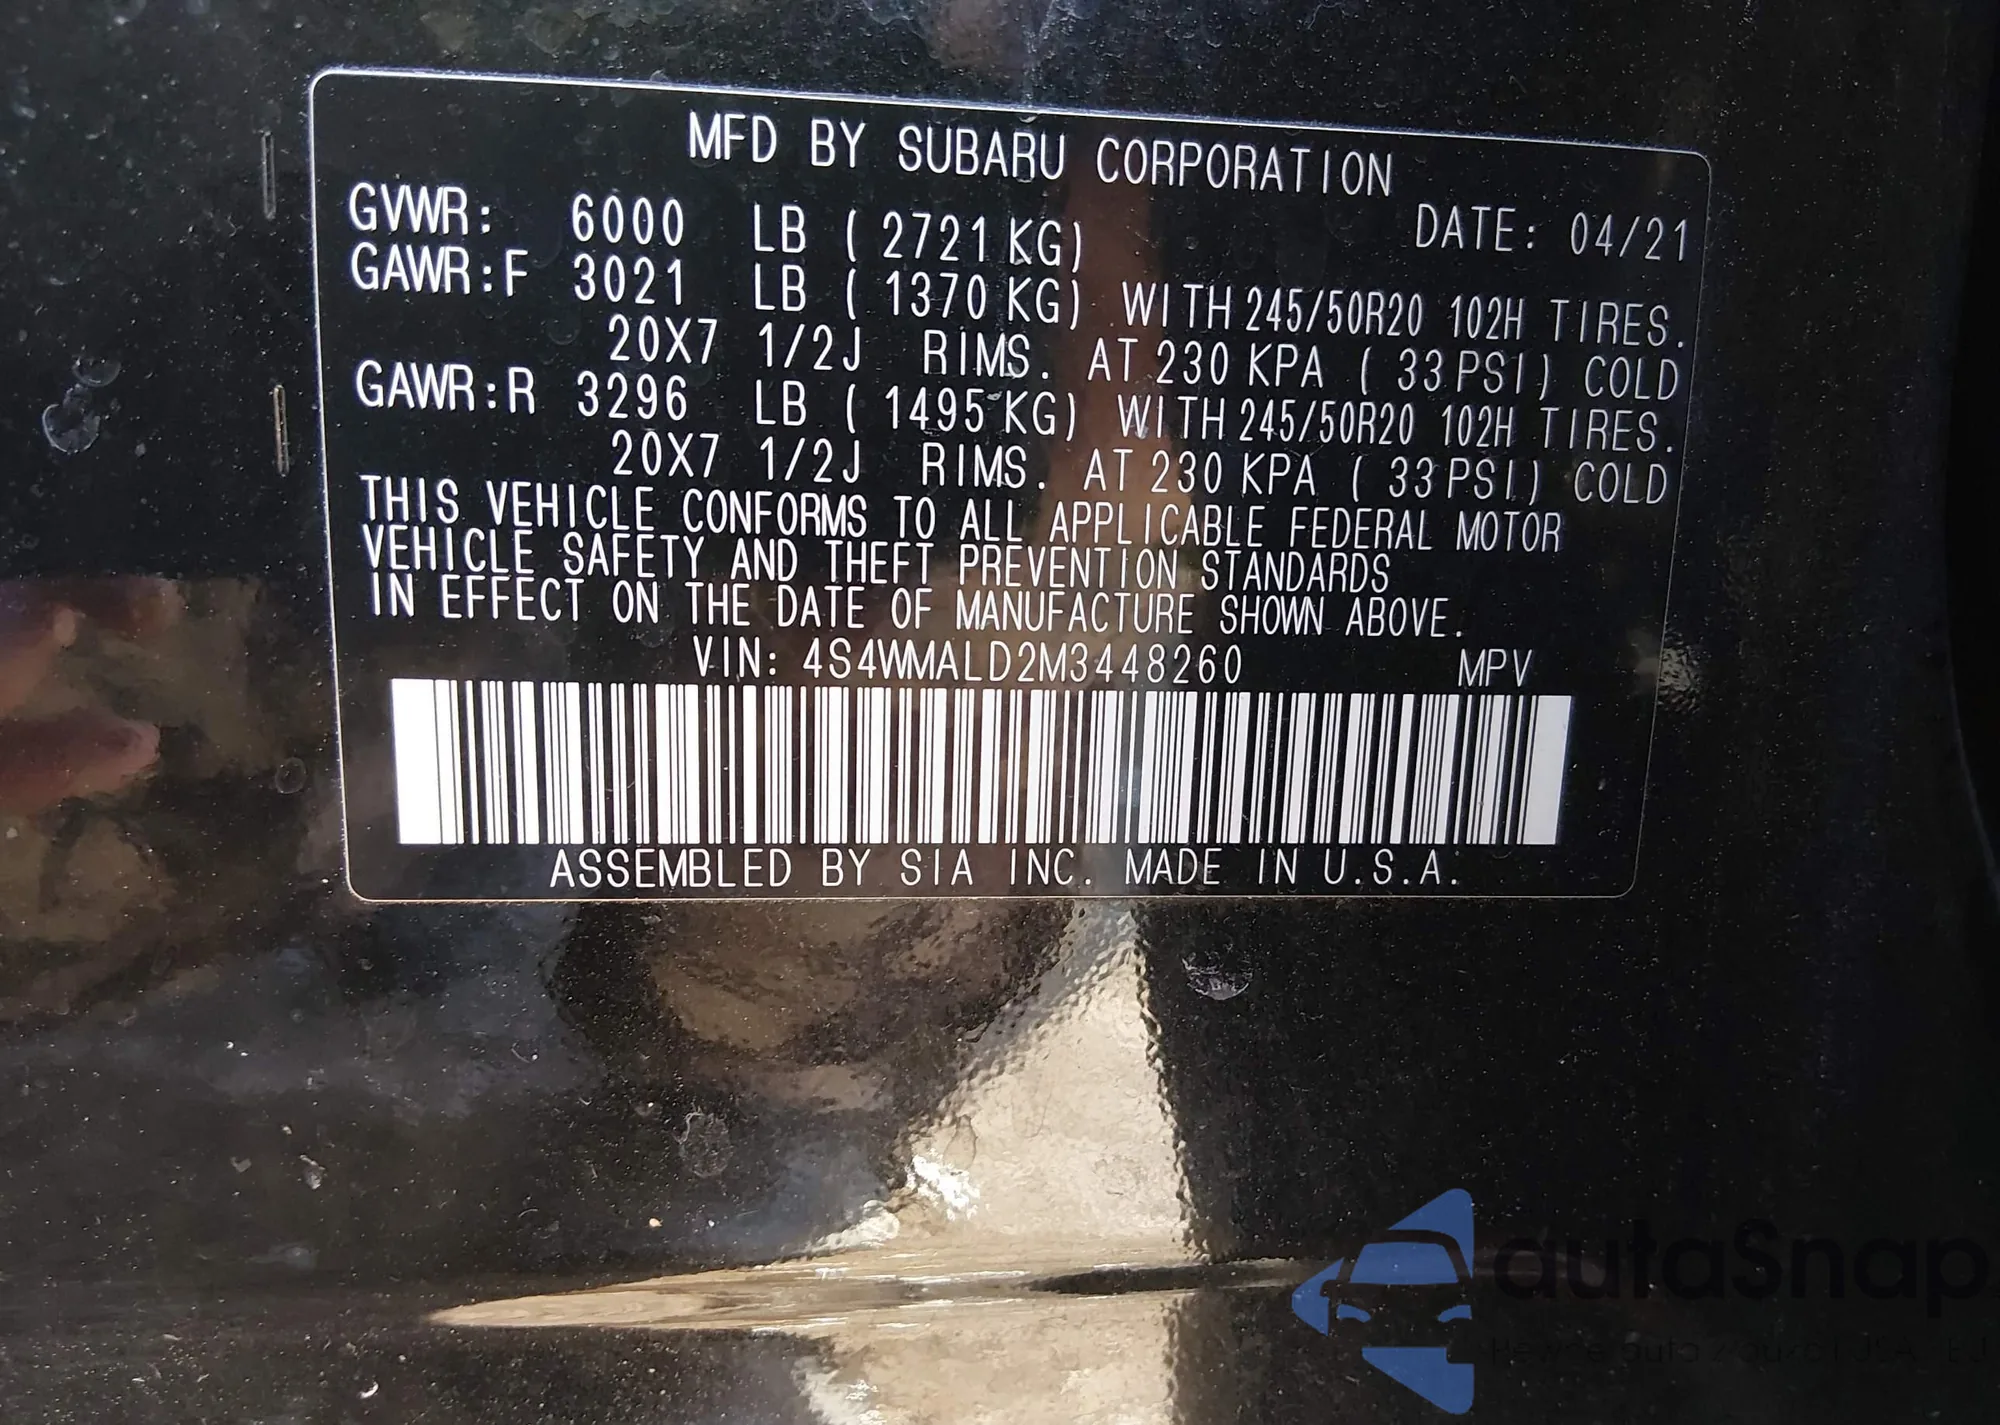 MFD BY SUBARU CORPORATION
GVWR: 6000 LB ( 2721 KG) DATE: 04/21
GAWR:F 3021 LB ( 1370 KG) WITH 245/50R20 102H TIRES.
20X7 1/2J RIMS. AT 230 KPA ( 33 PSI) COLD
GAWR:R 3296 LB ( 1495 KG) WITH 245/50R20 102H TIRES.
20X7 1/2J RIMS. AT 230 KPA ( 33 PSI) COLD
THIS VEHICLE CONFORMS TO ALL APPLICABLE FEDERAL MOTOR
VEHICLE SAFETY AND THEFT PREVENTION STANDARDS
IN EFFECT ON THE DATE OF MANUFACTURE SHOWN ABOVE.
VIN: 4S4WMALD2M3448260 MPV
ASSEMBLED BY SIA INC. MADE IN U.S.A.
autaSnap